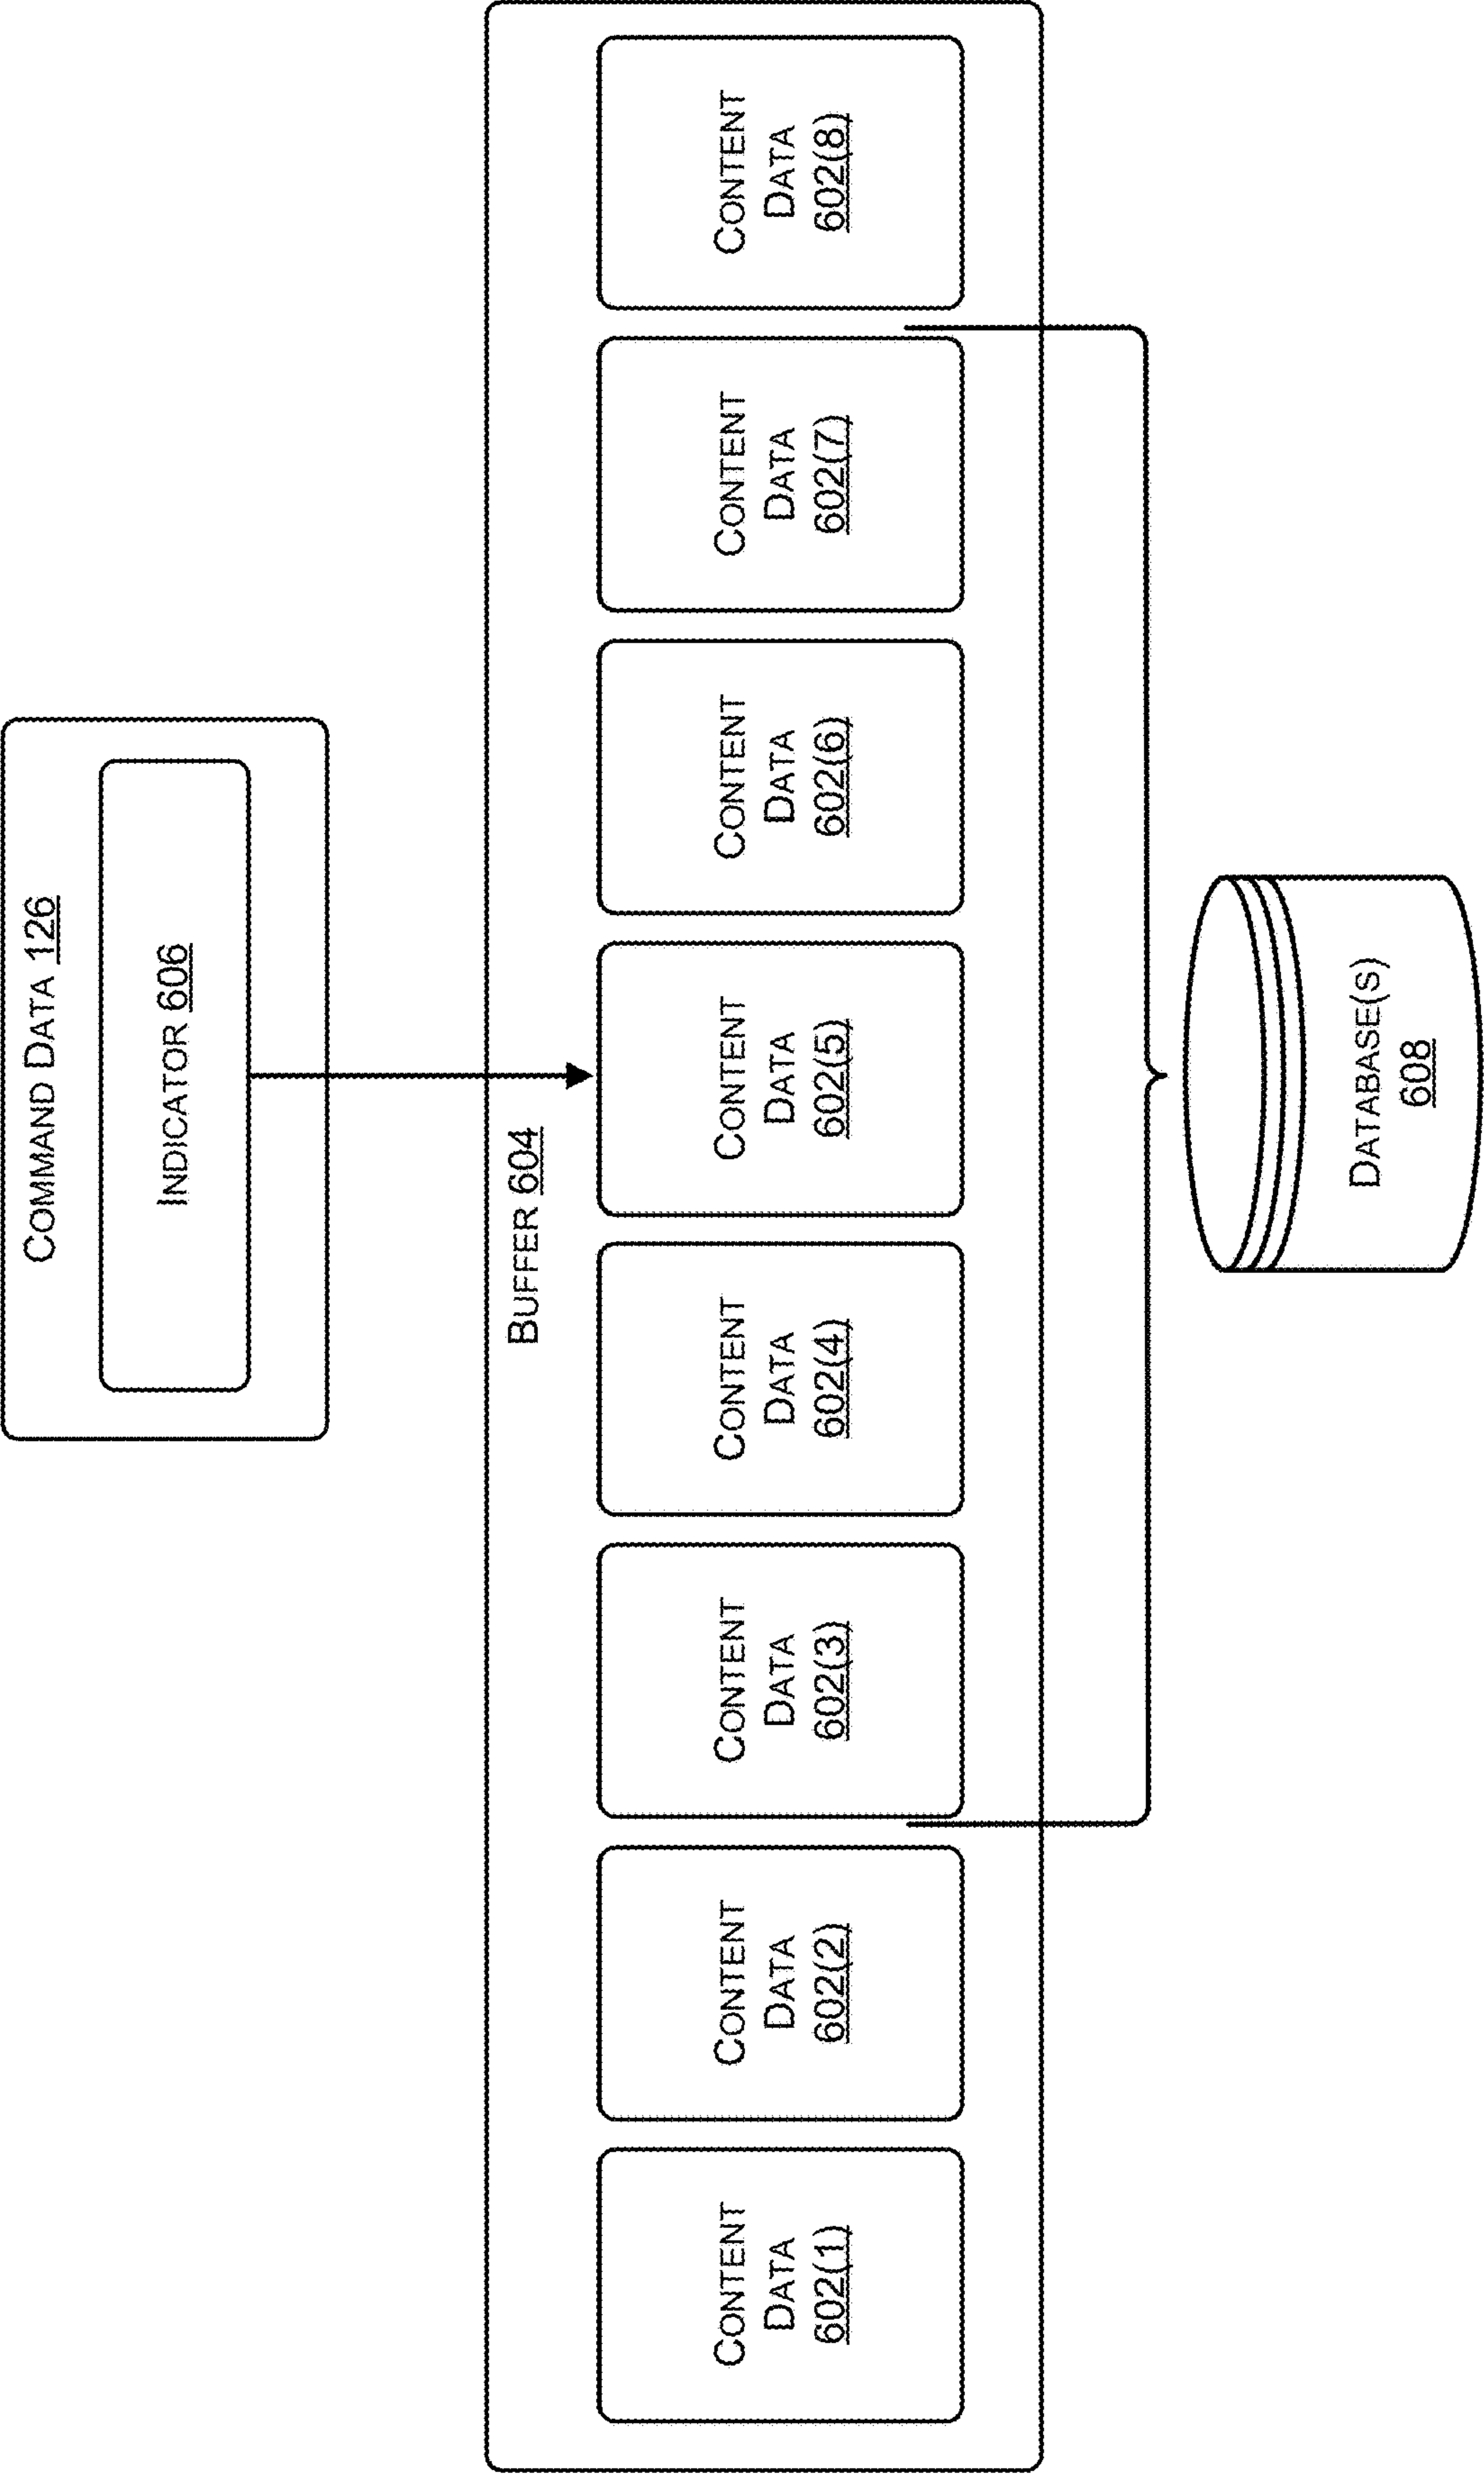 COMMAND DATA 126
INDICATOR 606
BUFFER 604
CONTENT
DATA
602(1)
CONTENT
DATA
602(2)
CONTENT
DATA
602(3)
CONTENT
DATA
602(4)
CONTENT
DATA
602(5)
CONTENT
DATA
602(6)
CONTENT
DATA
602(7)
CONTENT
DATA
602(8)
DATABASE(S)
608